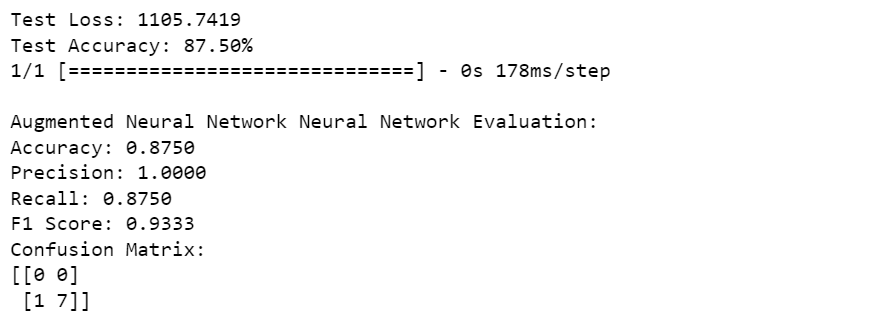 Test Loss: 1105.7419
Test Accuracy: 87.50%
1/1 [==============================] - 0s 178ms/step
Augmented Neural Network Neural Network Evaluation:
Accuracy: 0.8750
Precision: 1.0000
Recall: 0.8750
F1 Score: 0.9333
Confusion Matrix:
[[0 0]
 [1 7]]